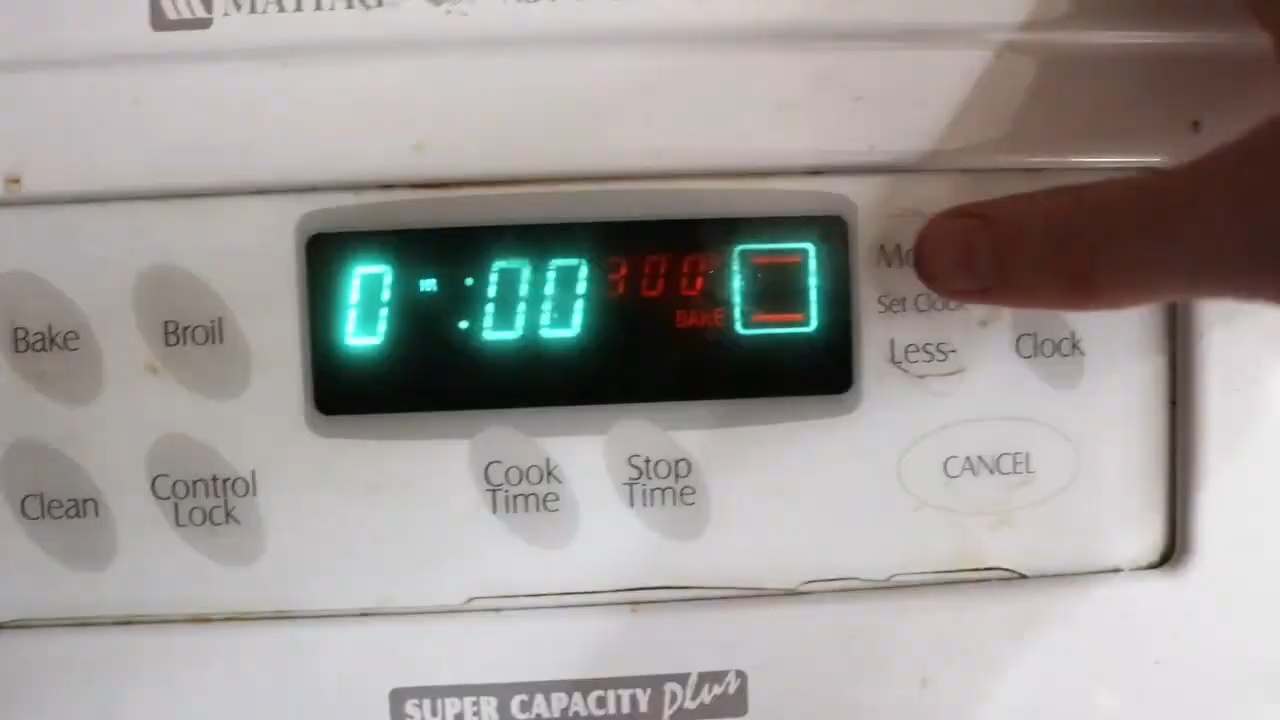 MAYTAG
0 :00 300
BAKE
Set Clock
Bake Broil
Less- Clock
Clean Control Lock
Cook Time
Stop Time
CANCEL
SUPER CAPACITY plus